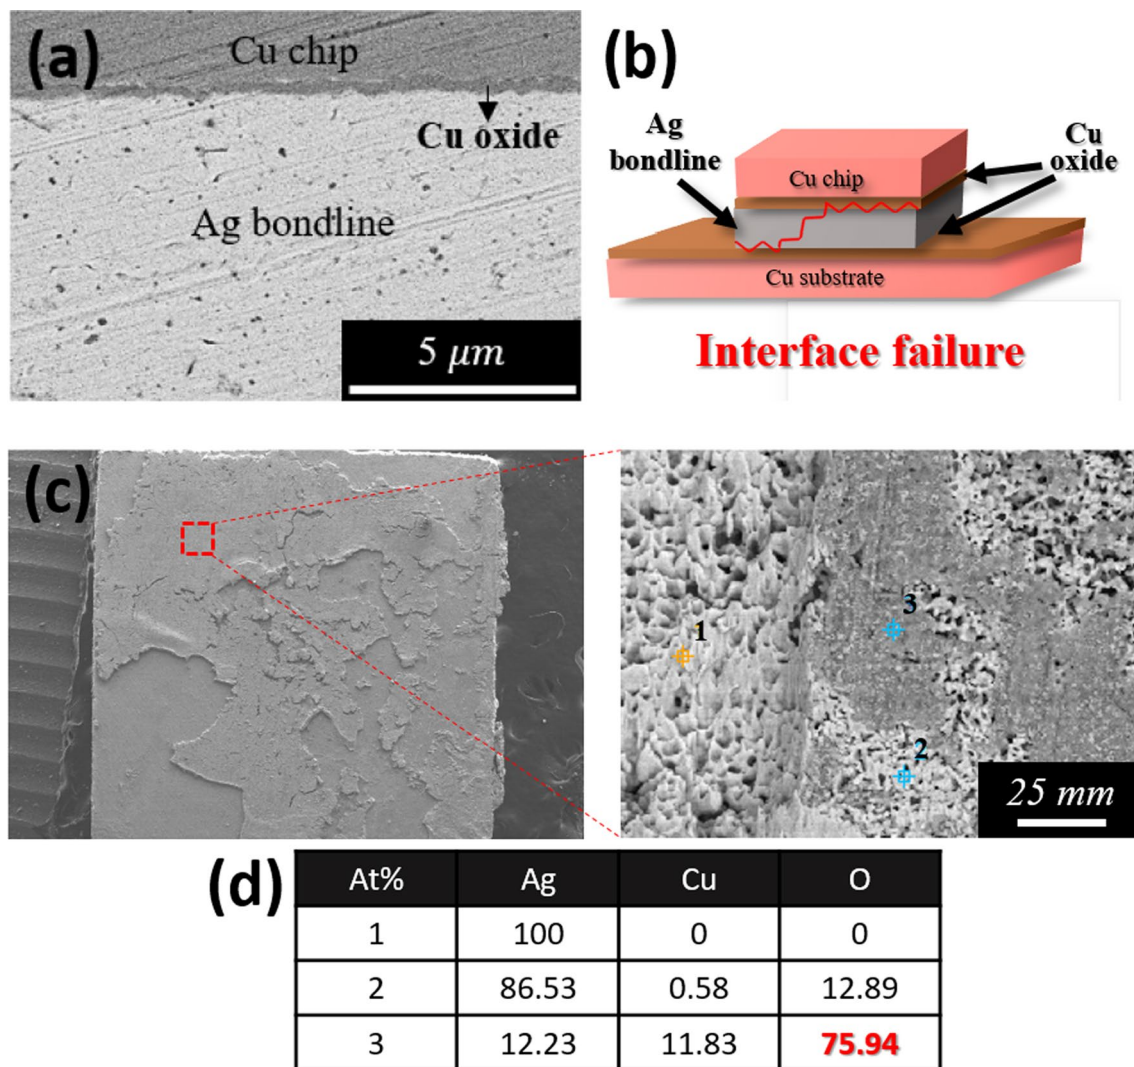 (a)
Cu chip
Cu oxide
Ag bondline
5 μm
(b)
Ag
bondline
Cu
oxide
Cu chip
Cu substrate
Interface failure
(c)
1
3
2
25 mm
(d)
At% Ag Cu O
1 100 0 0
2 86.53 0.58 12.89
3 12.23 11.83 75.94